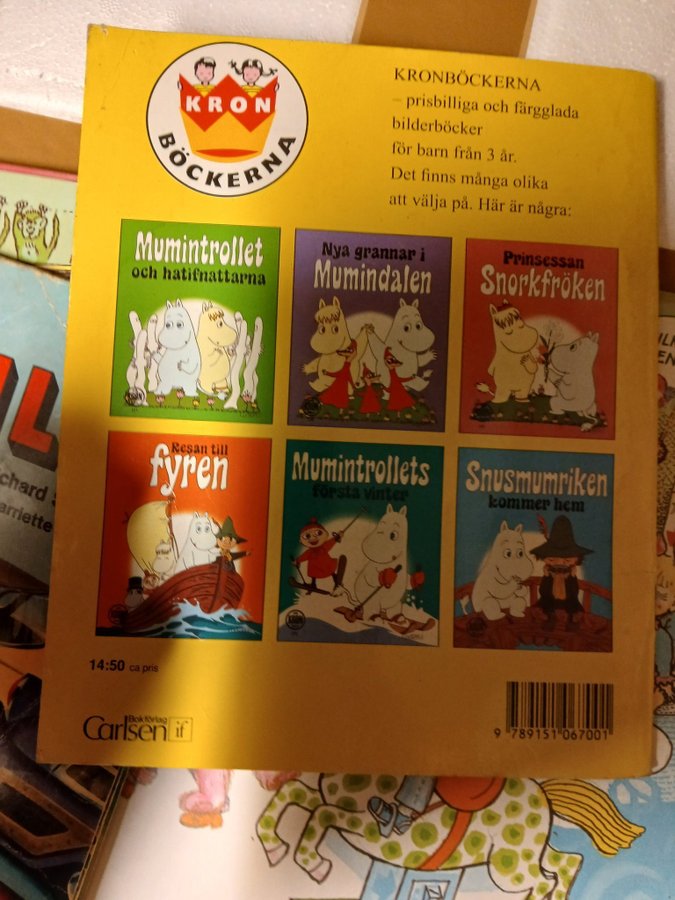 KRON
BÖCKERNA
KRONBÖCKERNA
– prisbilliga och färgglada
bilderböcker
för barn från 3 år.
Det finns många olika
att välja på. Här är några:
Mumintrollet
och hatifnattarna
Nya grannar i
Mumindalen
Prinsessan
Snorkfröken
Resan till
fyren
Mumintrollets
första vinter
Snusmumriken
kommer hem
14:50 ca pris
Bokförlag
Carlsen if
9 789151 067001